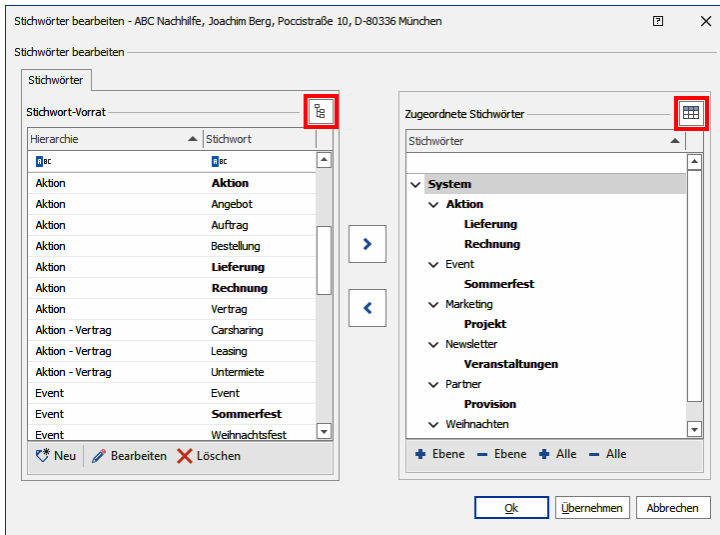 Stichwörter bearbeiten - ABC Nachhilfe, Joachim Berg, Poccistraße 10, D-80336 München
Stichwörter bearbeiten
Stichwörter
Stichwort-Vorrat
Hierarchie Stichwort
Aktion Aktion
Aktion Angebot
Aktion Auftrag
Aktion Bestellung
Aktion Lieferung
Aktion Rechnung
Aktion Vertrag
Aktion - Vertrag Carsharing
Aktion - Vertrag Leasing
Aktion - Vertrag Untermiete
Event Event
Event Sommerfest
Event Weihnachtsfest
Neu Bearbeiten Löschen
Zugeordnete Stichwörter
Stichwörter
System
Aktion
Lieferung
Rechnung
Event
Sommerfest
Marketing
Projekt
Newsletter
Veranstaltungen
Partner
Provision
Weihnachten
Ebene Ebene Alle Alle
Ok Übernehmen Abbrechen